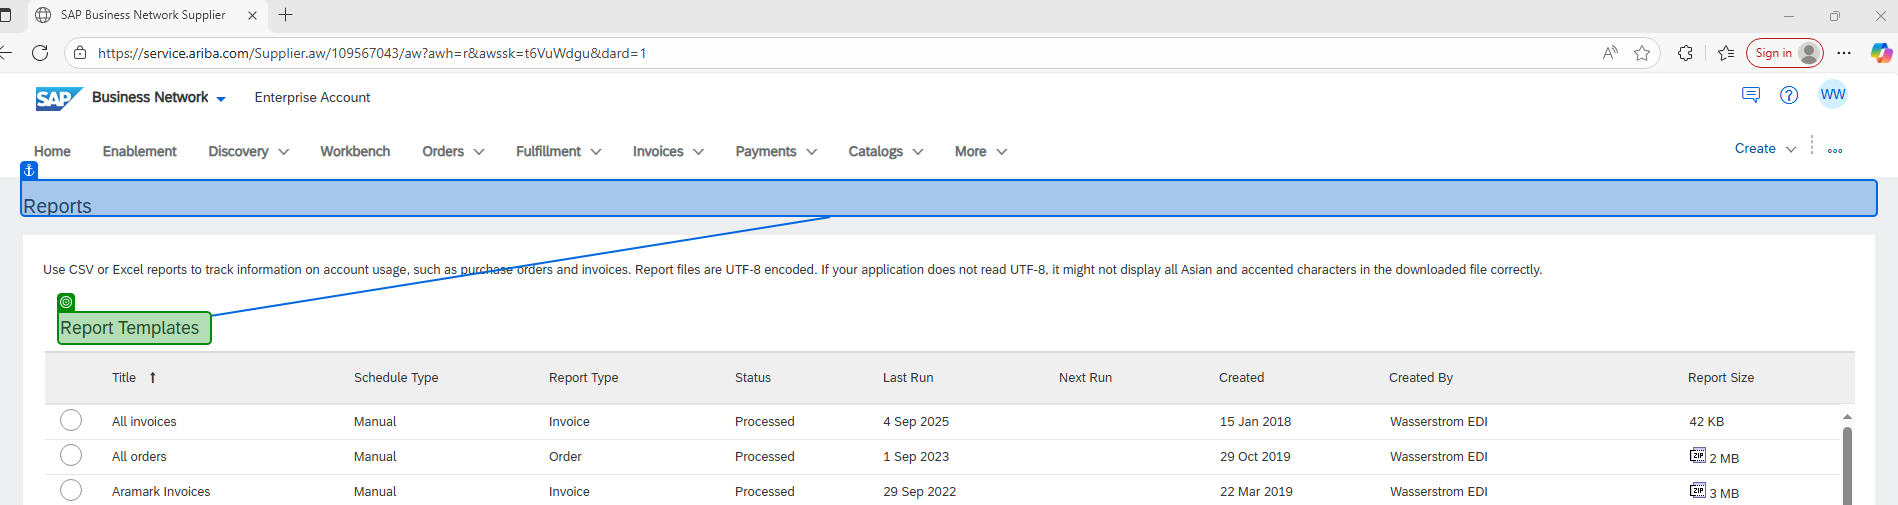 SAP Business Network Supplier
https://service.ariba.com/Supplier.aw/109567043/aw?awh=r&awssk=t6VuWdgu&dard=1
Sign in
SAP Business Network Enterprise Account
WW
Home Enablement Discovery Workbench Orders Fulfillment Invoices Payments Catalogs More Create
Reports
Use CSV or Excel reports to track information on account usage, such as purchase orders and invoices. Report files are UTF-8 encoded. If your application does not read UTF-8, it might not display all Asian and accented characters in the downloaded file correctly.
Report Templates
Title ↑ Schedule Type Report Type Status Last Run Next Run Created Created By Report Size
All invoices Manual Invoice Processed 4 Sep 2025 15 Jan 2018 Wasserstrom EDI 42 KB
All orders Manual Order Processed 1 Sep 2023 29 Oct 2019 Wasserstrom EDI ZIP 2 MB
Aramark Invoices Manual Invoice Processed 29 Sep 2022 22 Mar 2019 Wasserstrom EDI ZIP 3 MB